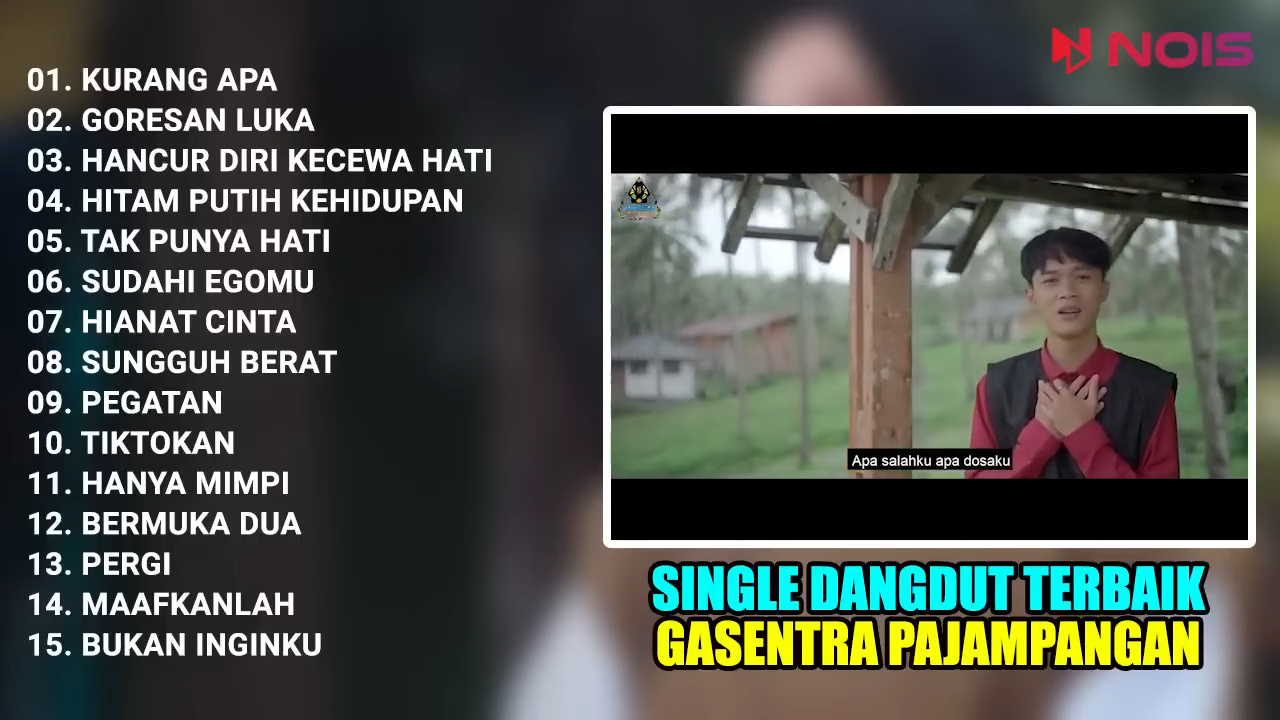 01. KURANG APA
02. GORESAN LUKA
03. HANCUR DIRI KECEWA HATI
04. HITAM PUTIH KEHIDUPAN
05. TAK PUNYA HATI
06. SUDAHI EGOMU
07. HIANAT CINTA
08. SUNGGUH BERAT
09. PEGATAN
10. TIKTOKAN
11. HANYA MIMPI
12. BERMUKA DUA
13. PERGI
14. MAAFKANLAH
15. BUKAN INGINKU
NOIS
Apa salahku apa dosaku
SINGLE DANGDUT TERBAIK
GASENTRA PAJAMPANGAN